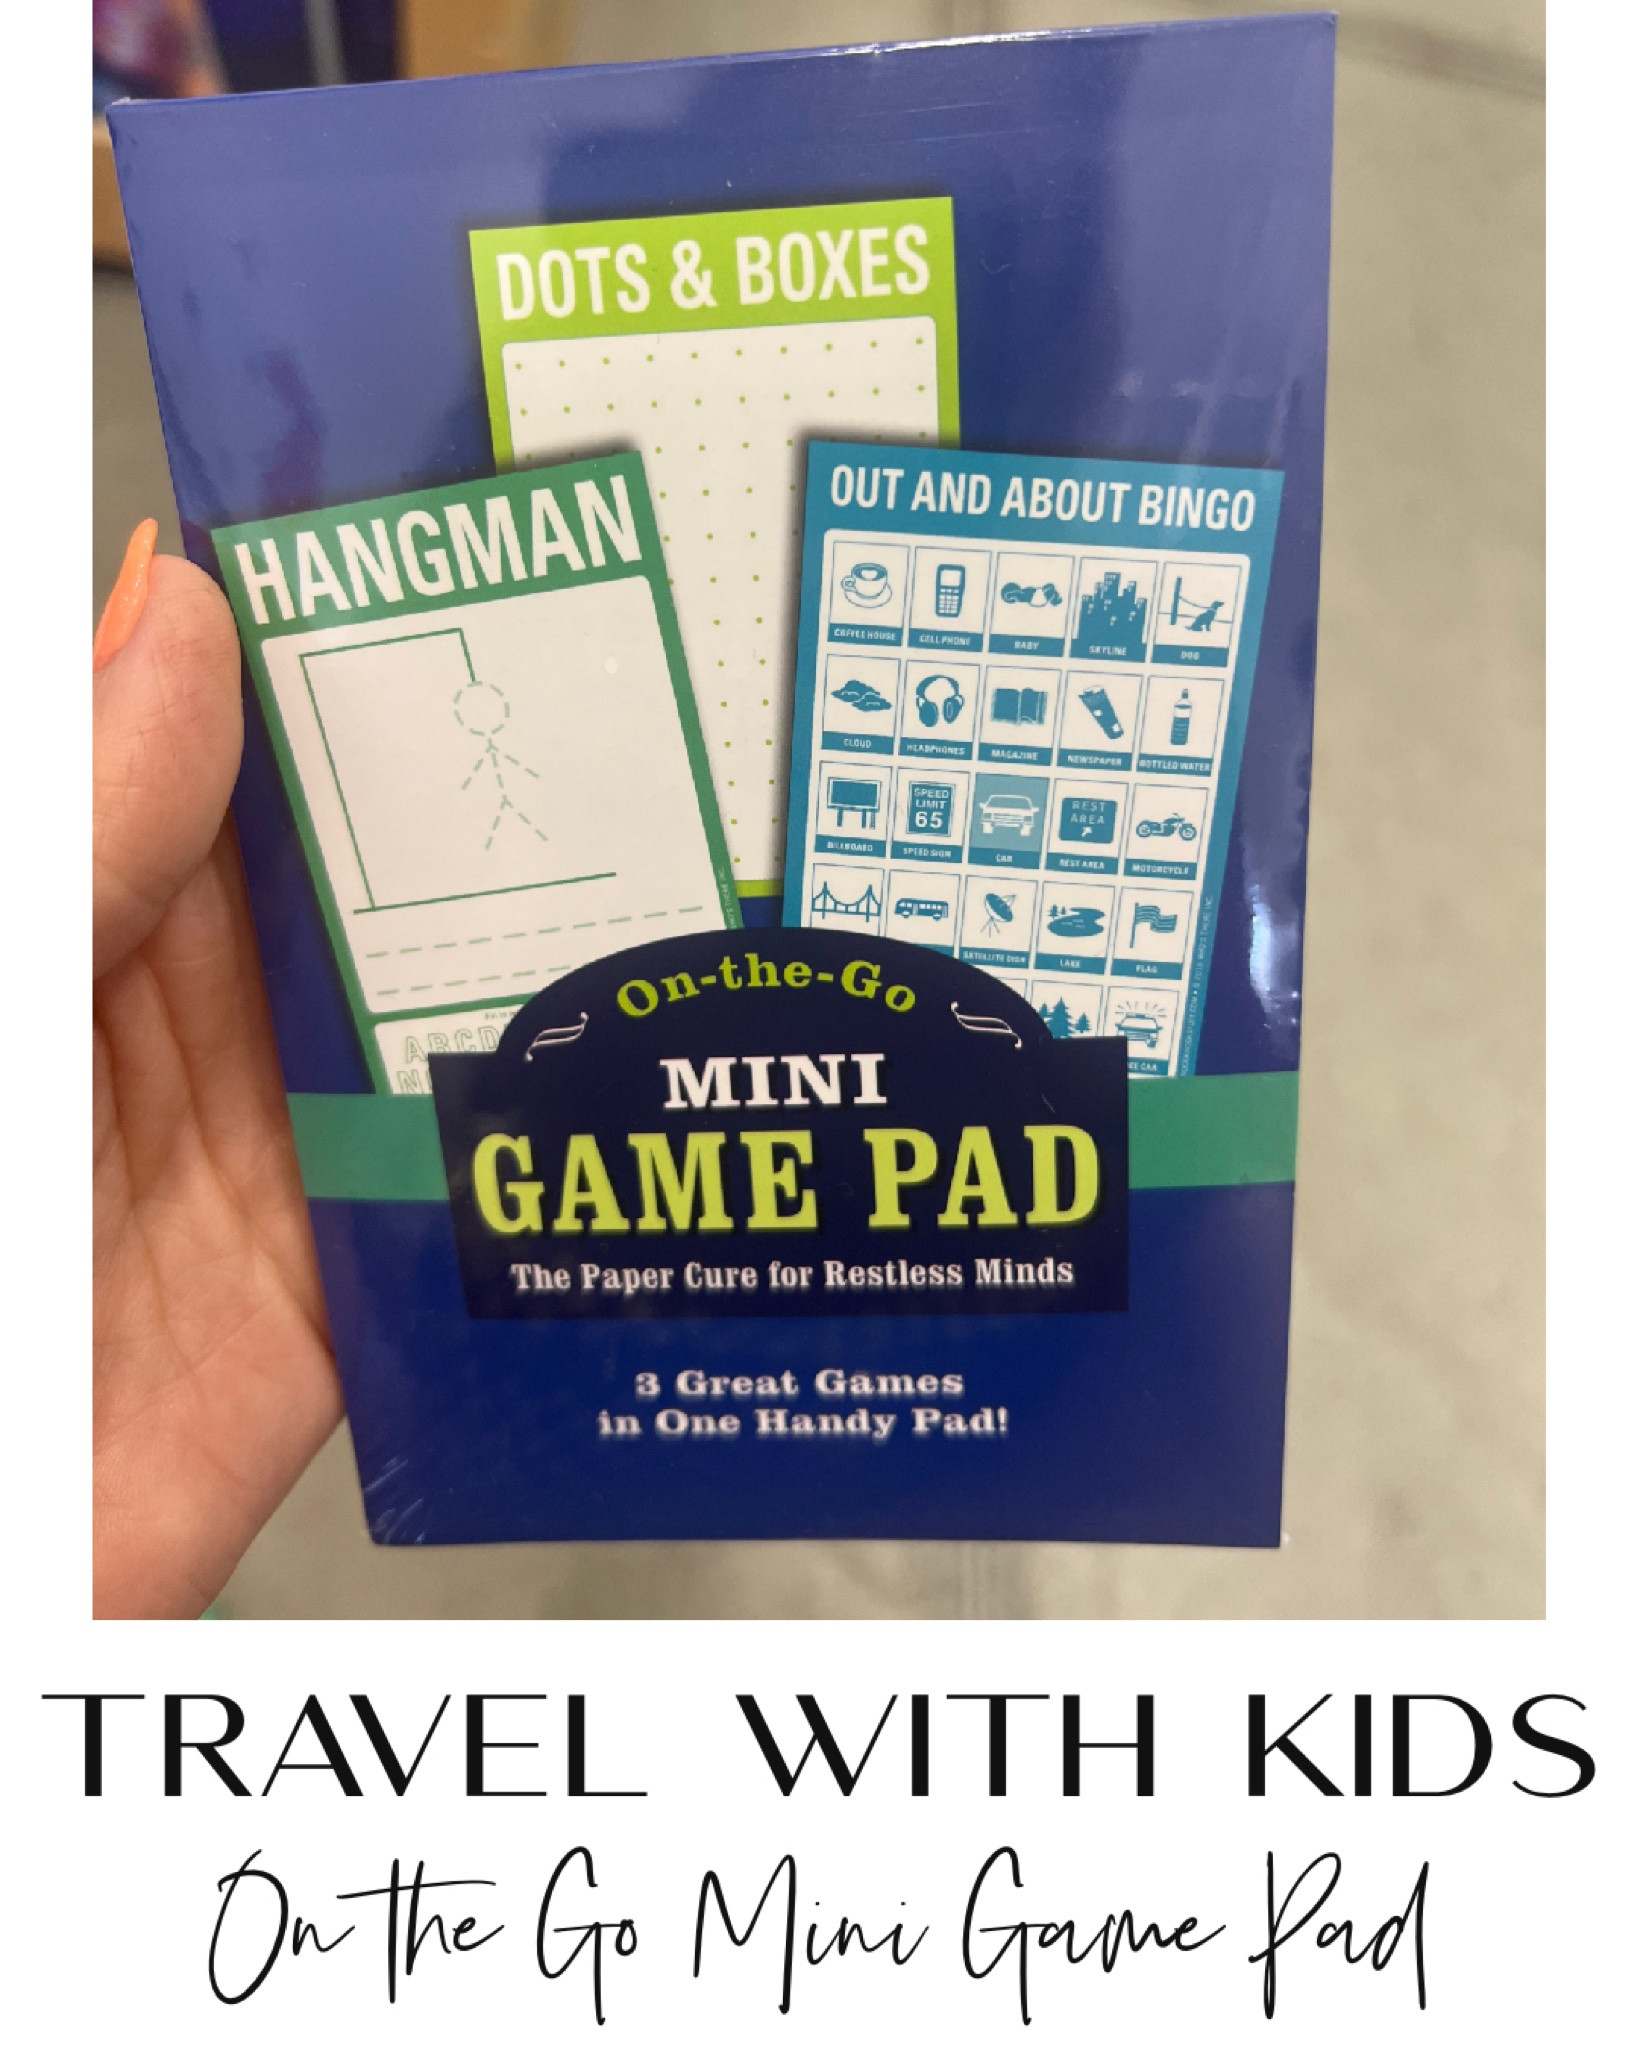 DOTS & BOXES
HANGMAN
OUT AND ABOUT BINGO
COFFEE HOUSE
CELL PHONE
BABY
SKYLINE
DOG
CLOUD
HEADPHONES
MAGAZINE
NEWSPAPER
BOTTLED WATER
SPEED
LIMIT
65
REST
AREA
BILLBOARD
SPEED SIGN
CAR
REST AREA
MOTORCYCLE
SATELLITE DISH
LAKE
FLAG
ABCD
On-the-Go
MINI
GAME PAD
The Paper Cure for Restless Minds
3 Great Games
in One Handy Pad!
TRAVEL WITH KIDS
On the Go Mini Game Pad